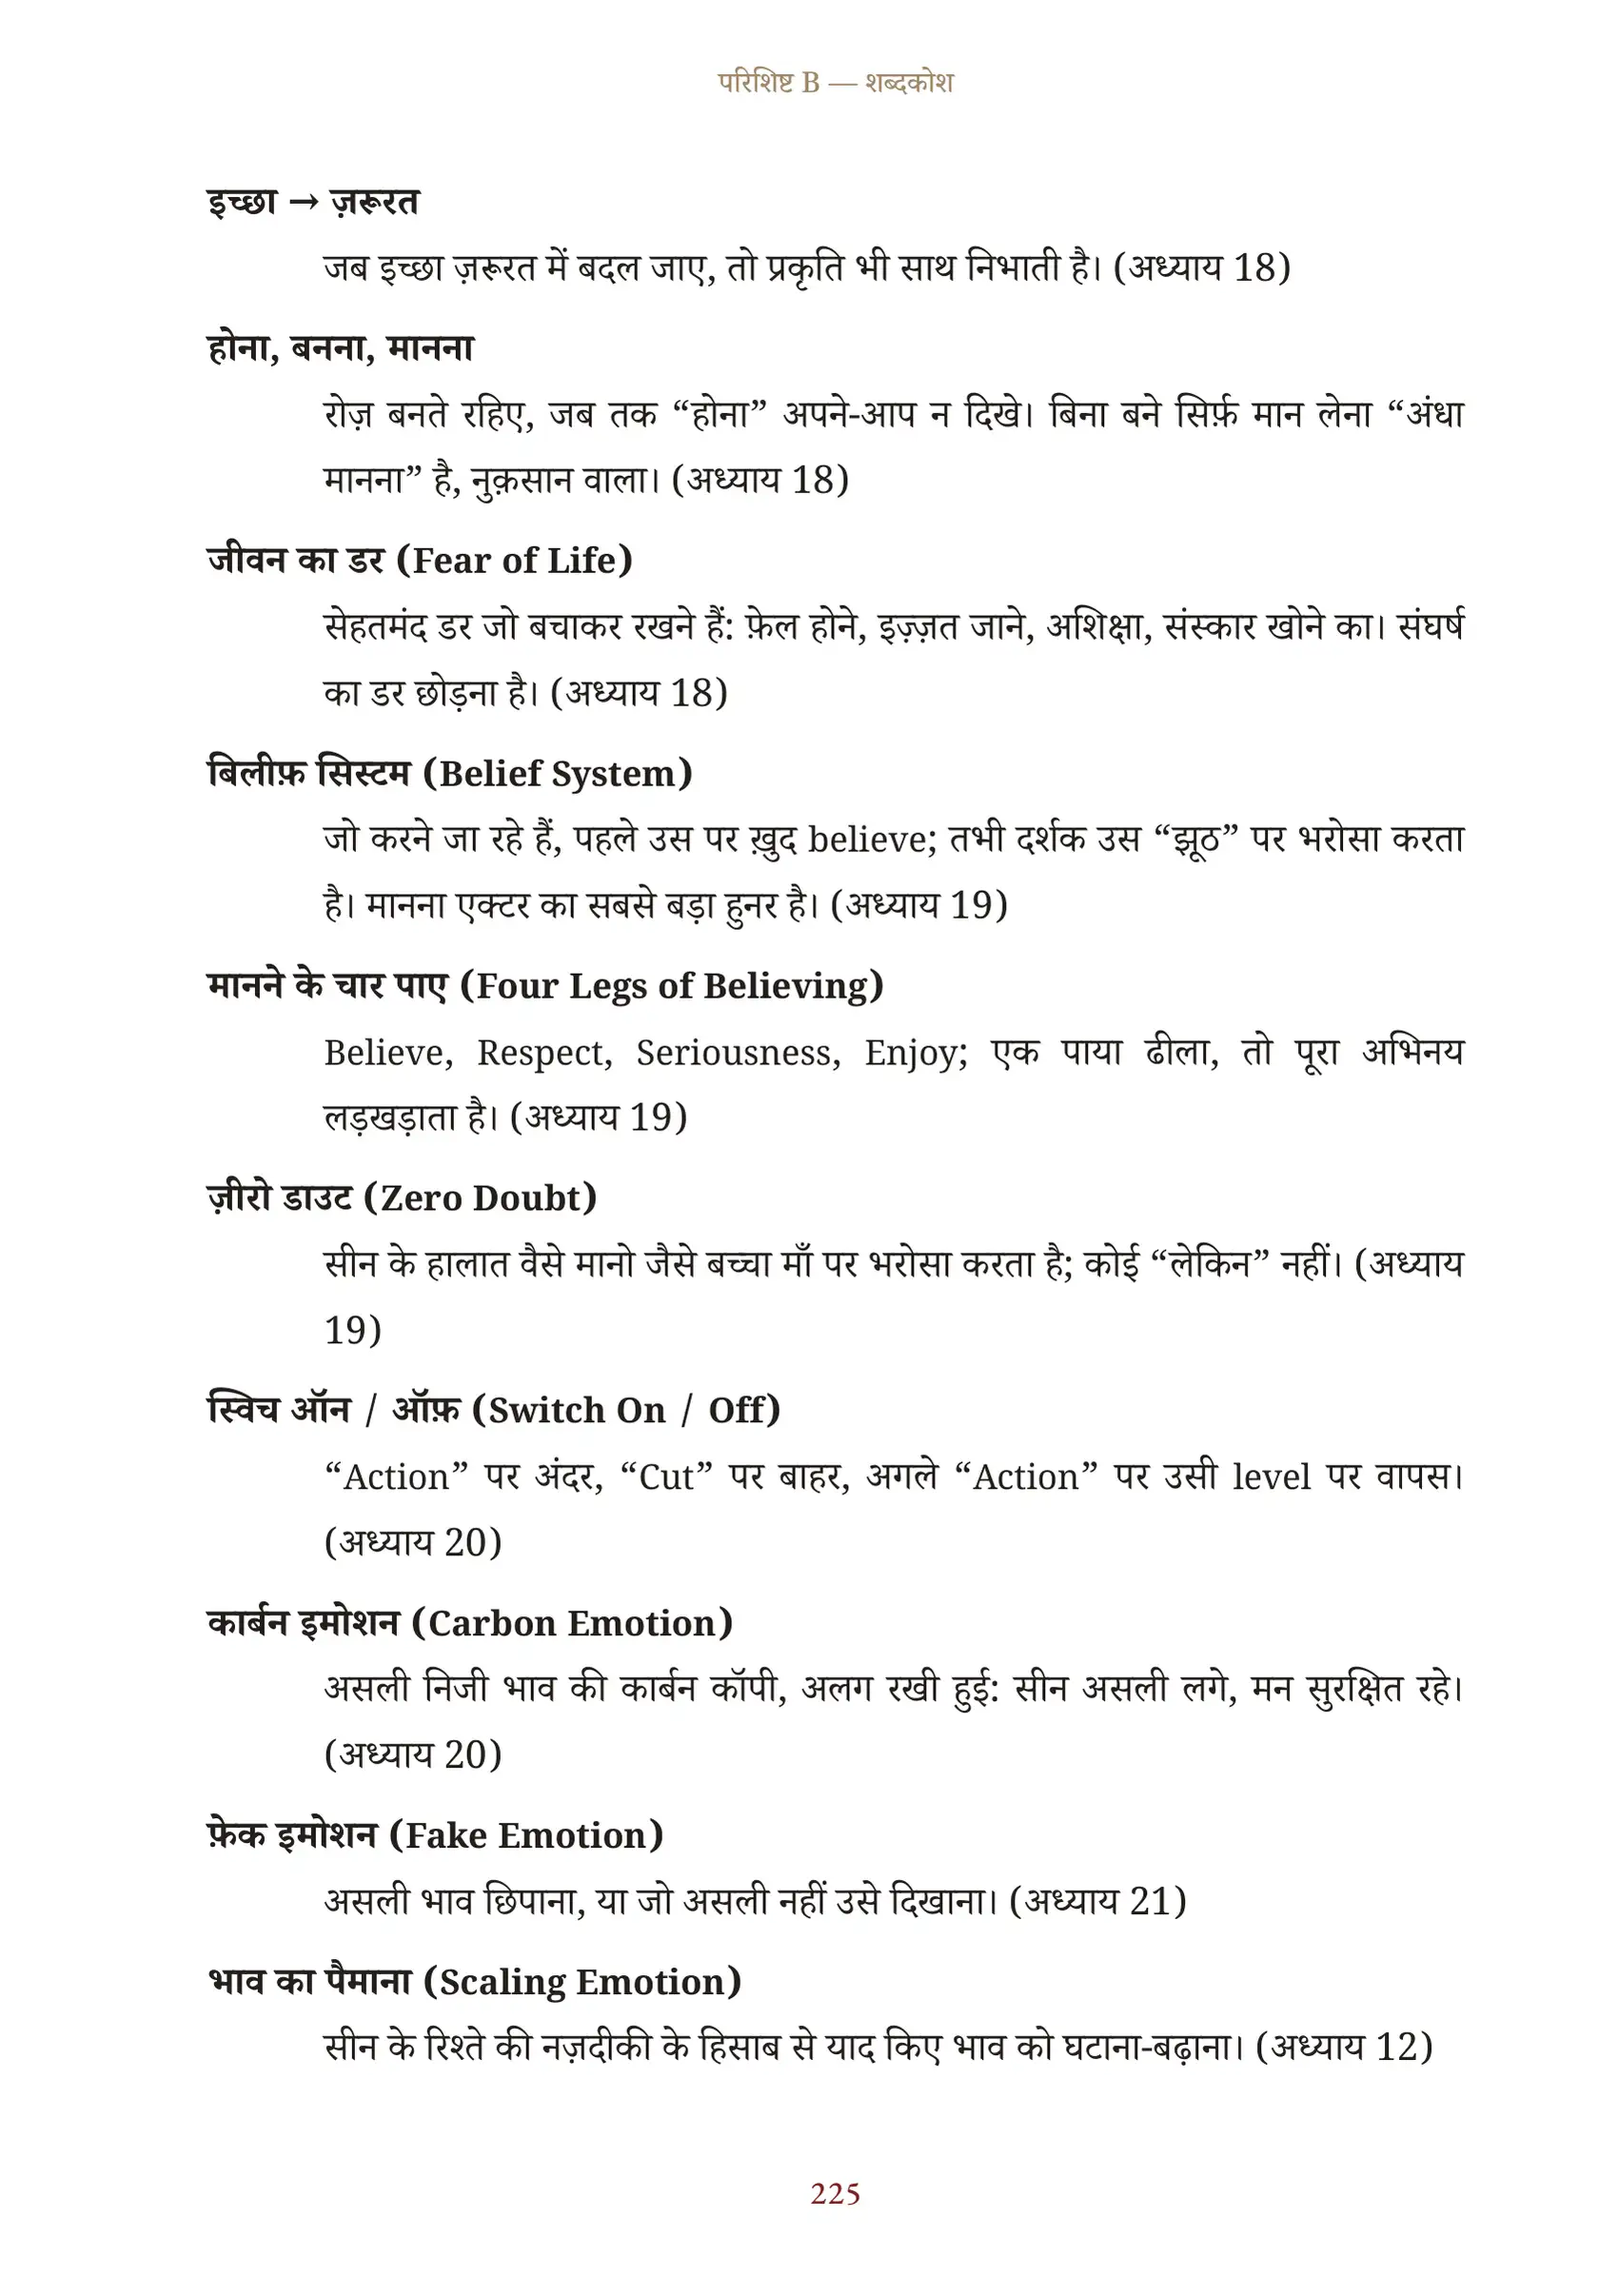 परिशिष्ट B — शब्दकोश
इच्छा → ज़रूरत
जब इच्छा ज़रूरत में बदल जाए, तो प्रकृति भी साथ निभाती है। (अध्याय 18)
होना, बनना, मानना
रोज़ बनते रहिए, जब तक “होना” अपने-आप न दिखे। बिना बने सिर्फ़ मान लेना “अंधा
मानना” है, नुक़सान वाला। (अध्याय 18)
जीवन का डर (Fear of Life)
सेहतमंद डर जो बचाकर रखने हैं: फ़ेल होने, इज़्ज़त जाने, अशिक्षा, संस्कार खोने का। संघर्ष
का डर छोड़ना है। (अध्याय 18)
बिलीफ़ सिस्टम (Belief System)
जो करने जा रहे हैं, पहले उस पर ख़ुद believe; तभी दर्शक उस “झूठ” पर भरोसा करता
है। मानना एक्टर का सबसे बड़ा हुनर है। (अध्याय 19)
मानने के चार पाए (Four Legs of Believing)
Believe, Respect, Seriousness, Enjoy; एक पाया ढीला, तो पूरा अभिनय
लड़खड़ाता है। (अध्याय 19)
ज़ीरो डाउट (Zero Doubt)
सीन के हालात वैसे मानो जैसे बच्चा माँ पर भरोसा करता है; कोई “लेकिन” नहीं। (अध्याय
19)
स्विच ऑन / ऑफ़ (Switch On / Off)
“Action” पर अंदर, “Cut” पर बाहर, अगले “Action” पर उसी level पर वापस।
(अध्याय 20)
कार्बन इमोशन (Carbon Emotion)
असली निजी भाव की कार्बन कॉपी, अलग रखी हुई: सीन असली लगे, मन सुरक्षित रहे।
(अध्याय 20)
फ़ेक इमोशन (Fake Emotion)
असली भाव छिपाना, या जो असली नहीं उसे दिखाना। (अध्याय 21)
भाव का पैमाना (Scaling Emotion)
सीन के रिश्ते की नज़दीकी के हिसाब से याद किए भाव को घटाना-बढ़ाना। (अध्याय 12)
225